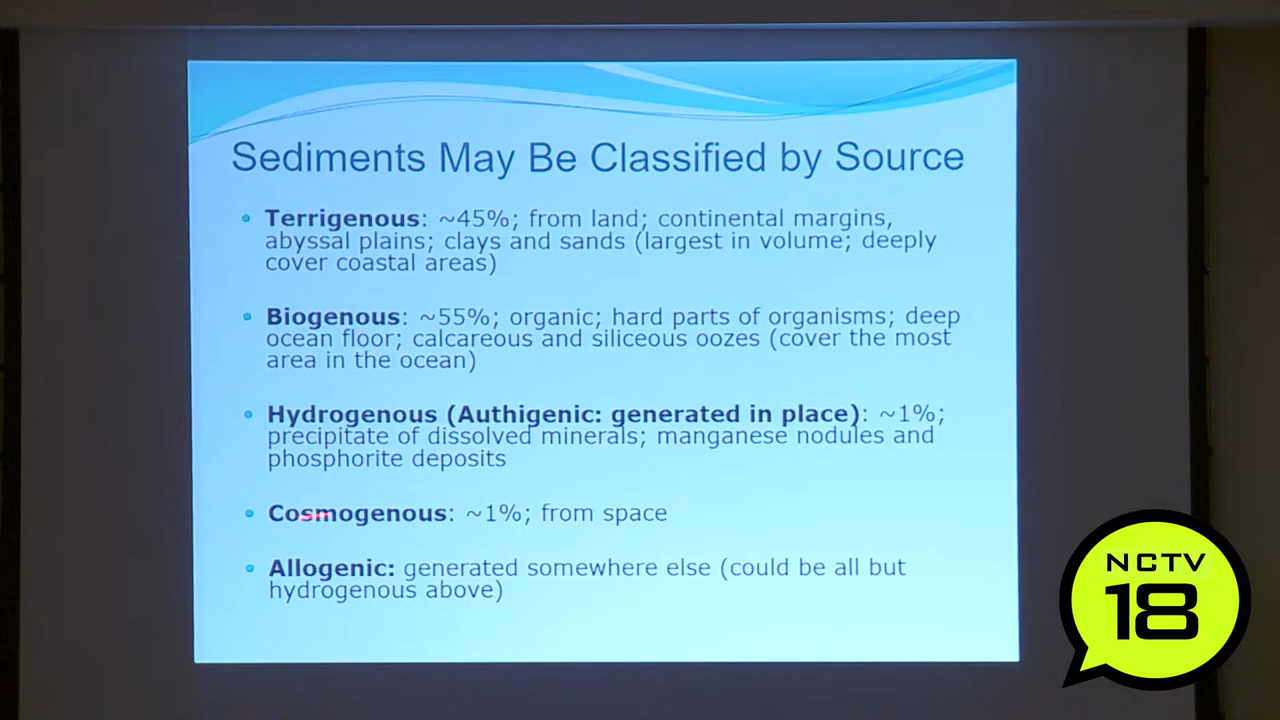 Sediments May Be Classified by Source
• Terrigenous: ~45%; from land; continental margins,
abyssal plains; clays and sands (largest in volume; deeply
cover coastal areas)
• Biogenous: ~55%; organic; hard parts of organisms; deep
ocean floor; calcareous and siliceous oozes (cover the most
area in the ocean)
• Hydrogenous (Authigenic: generated in place): ~1%;
precipitate of dissolved minerals; manganese nodules and
phosphorite deposits
• Cosmogenous: ~1%; from space
• Allogenic: generated somewhere else (could be all but
hydrogenous above)
NCTV
18